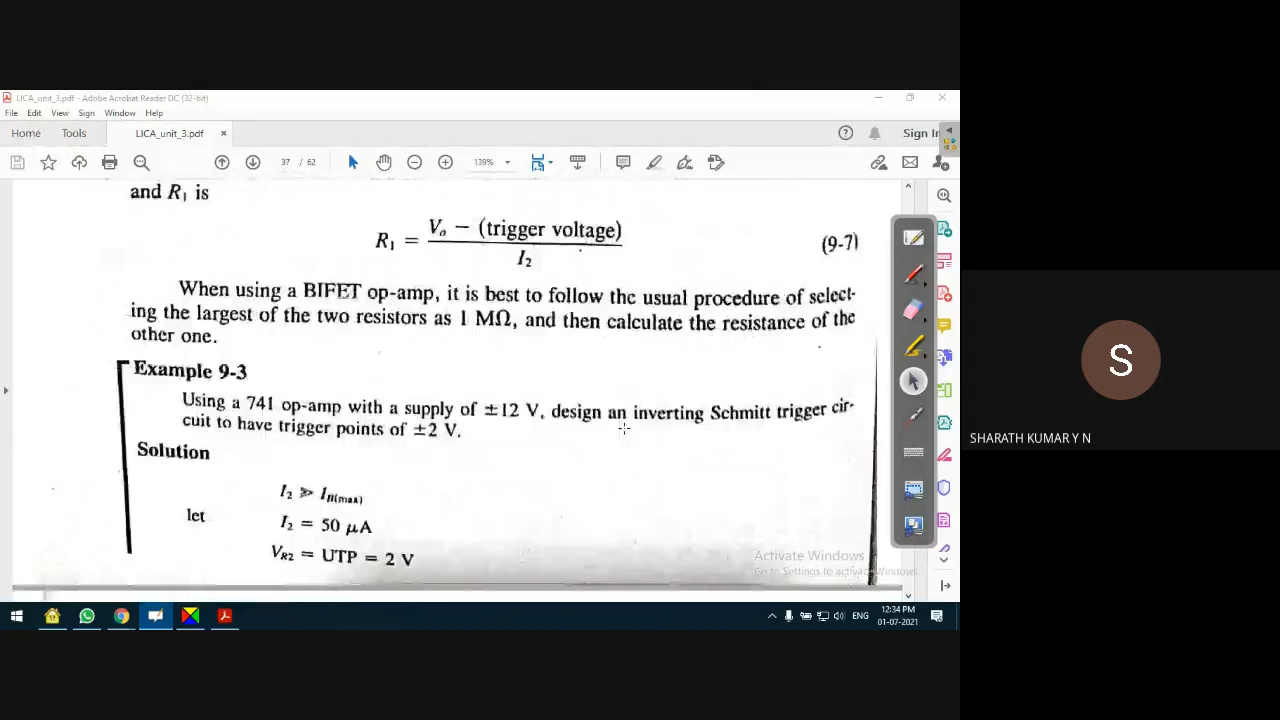 LICA_unit_3.pdf - Adobe Acrobat Reader DC (32-bit)
File Edit View Sign Window Help
Home Tools LICA_unit_3.pdf × Sign In
37 / 62 139%
and R₁ is
R₁ = Vₒ − (trigger voltage) / I₂ (9-7)
When using a BIFET op-amp, it is best to follow the usual procedure of select-
ing the largest of the two resistors as 1 MΩ, and then calculate the resistance of the
other one.
Example 9-3
Using a 741 op-amp with a supply of ±12 V, design an inverting Schmitt trigger cir-
cuit to have trigger points of ±2 V.
Solution
I₂ ≫ I_B(max)
let I₂ = 50 μA
V_R2 = UTP = 2 V
Activate Windows
Go to Settings to activate Windows.
ENG 12:34 PM
01-07-2021
S
SHARATH KUMAR Y N